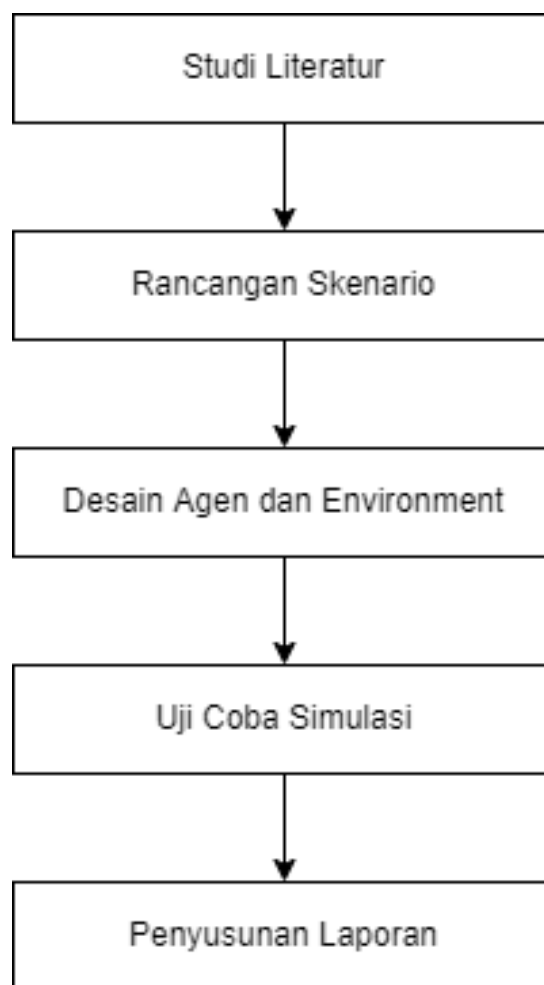 Studi Literatur
Rancangan Skenario
Desain Agen dan Environment
Uji Coba Simulasi
Penyusunan Laporan